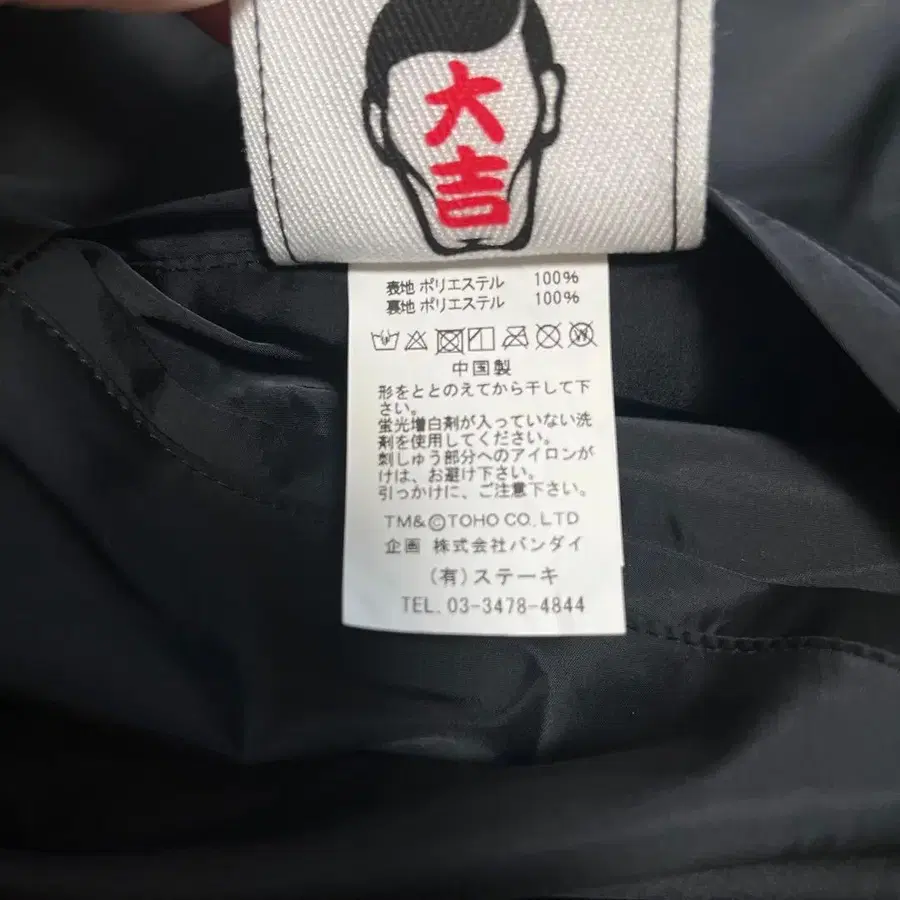 大
吉
表地 ポリエステル 100%
裏地 ポリエステル 100%
中国製
形をととのえてから干して下
さい。
蛍光増白剤が入っていない洗
剤を使用してください。
刺しゅう部分へのアイロンが
けは、お避け下さい。
引っかけに、ご注意下さい。
TM&©TOHO CO.,LTD
企画 株式会社バンダイ
(有)ステーキ
TEL. 03-3478-4844